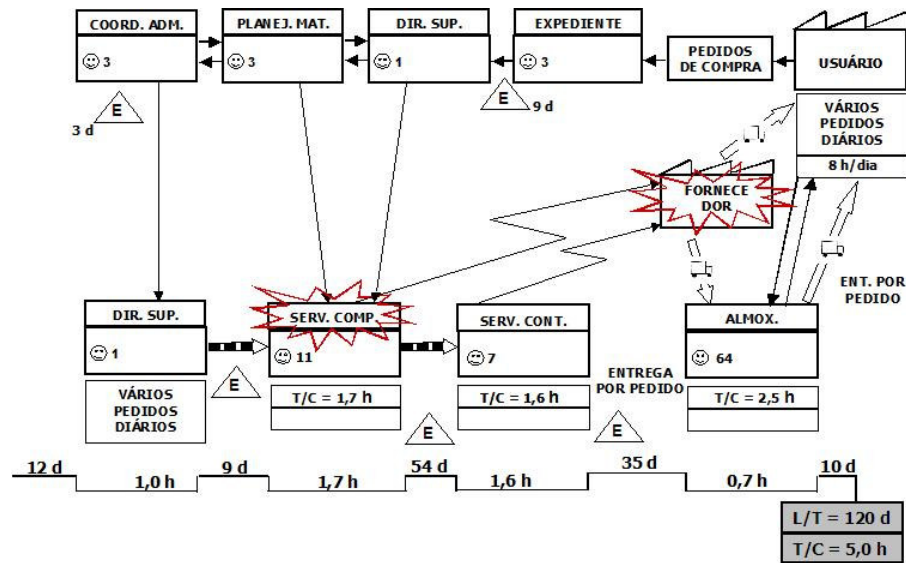 COORD. ADM.
3
PLANEJ. MAT.
3
DIR. SUP.
1
EXPEDIENTE
3
PEDIDOS
DE COMPRA
USUÁRIO
E
3 d
E
9 d
VÁRIOS
PEDIDOS
DIÁRIOS
8 h/dia
FORNECE
DOR
ENT. POR
PEDIDO
DIR. SUP.
1
VÁRIOS
PEDIDOS
DIÁRIOS
E
SERV. COMP.
11
T/C = 1,7 h
E
SERV. CONT.
7
T/C = 1,6 h
ENTREGA
POR PEDIDO
E
ALMOX.
64
T/C = 2,5 h
12 d
1,0 h
9 d
1,7 h
54 d
1,6 h
35 d
0,7 h
10 d
L/T = 120 d
T/C = 5,0 h